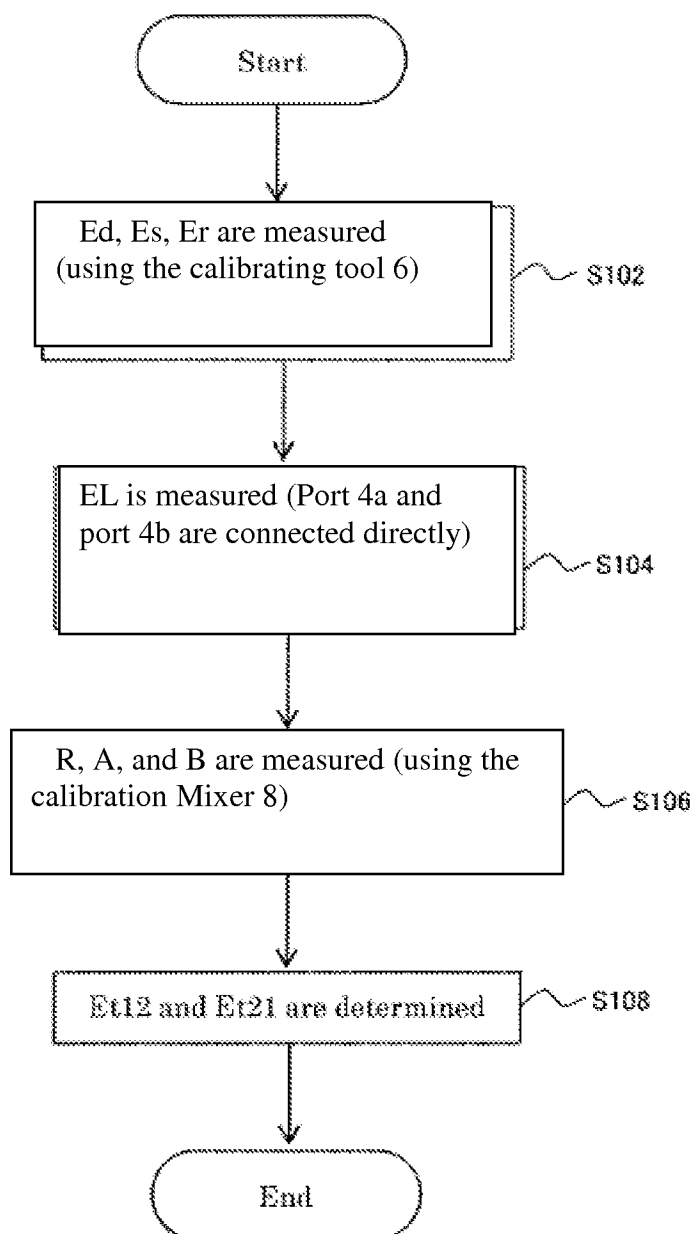 Start
Ed, Es, Er are measured
(using the calibrating tool 6)
S102
EL is measured (Port 4a and
port 4b are connected directly)
S104
R, A, and B are measured (using the
calibration Mixer 8)
S106
Et12 and Et21 are determined
S108
End